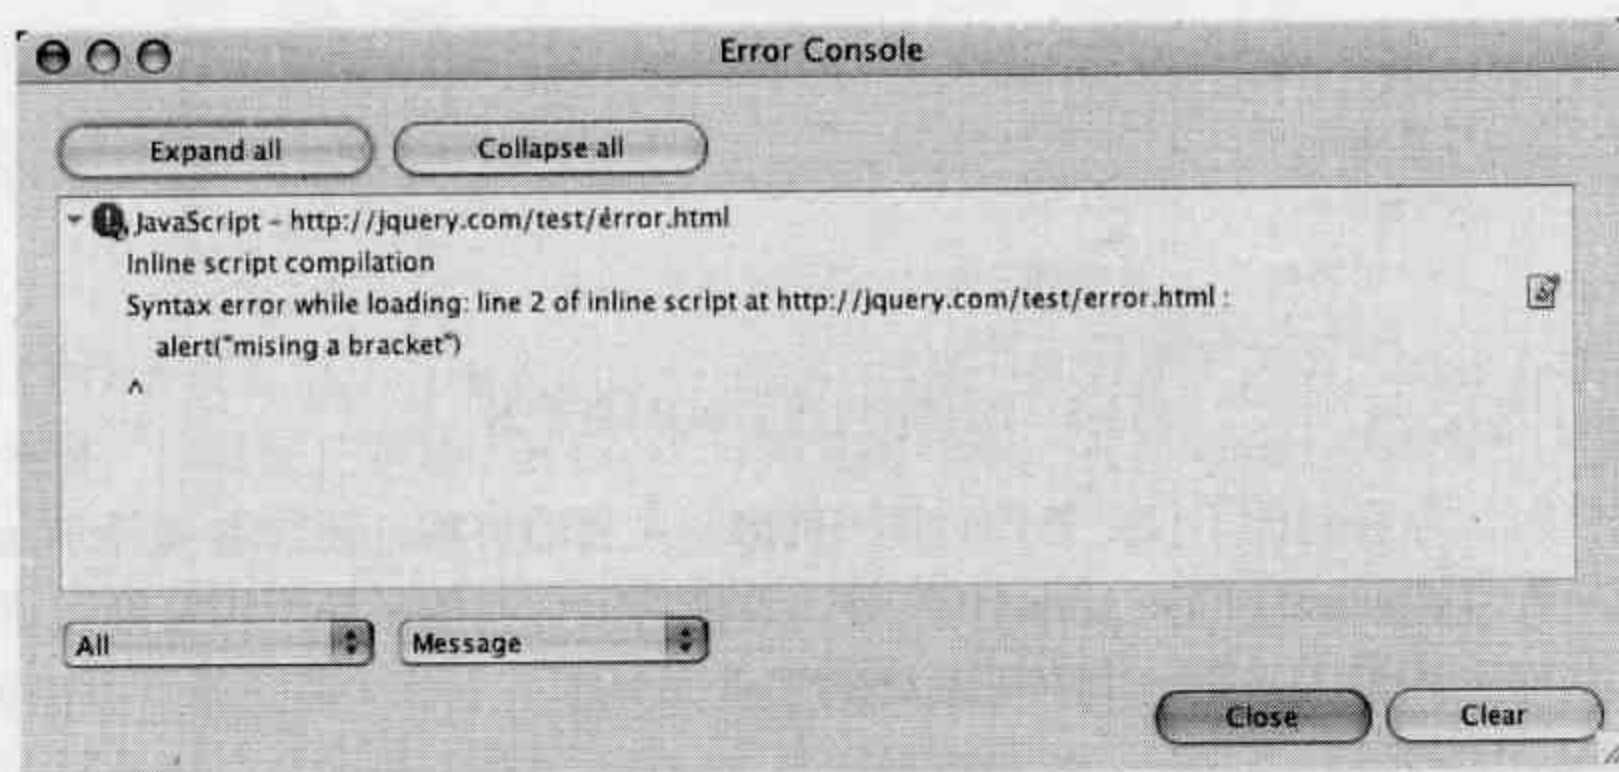 Error Console
Expand all
Collapse all
JavaScript – http://jquery.com/test/error.html
Inline script compilation
Syntax error while loading: line 2 of inline script at http://jquery.com/test/error.html :
alert("mising a bracket")
^
All
Message
Close
Clear